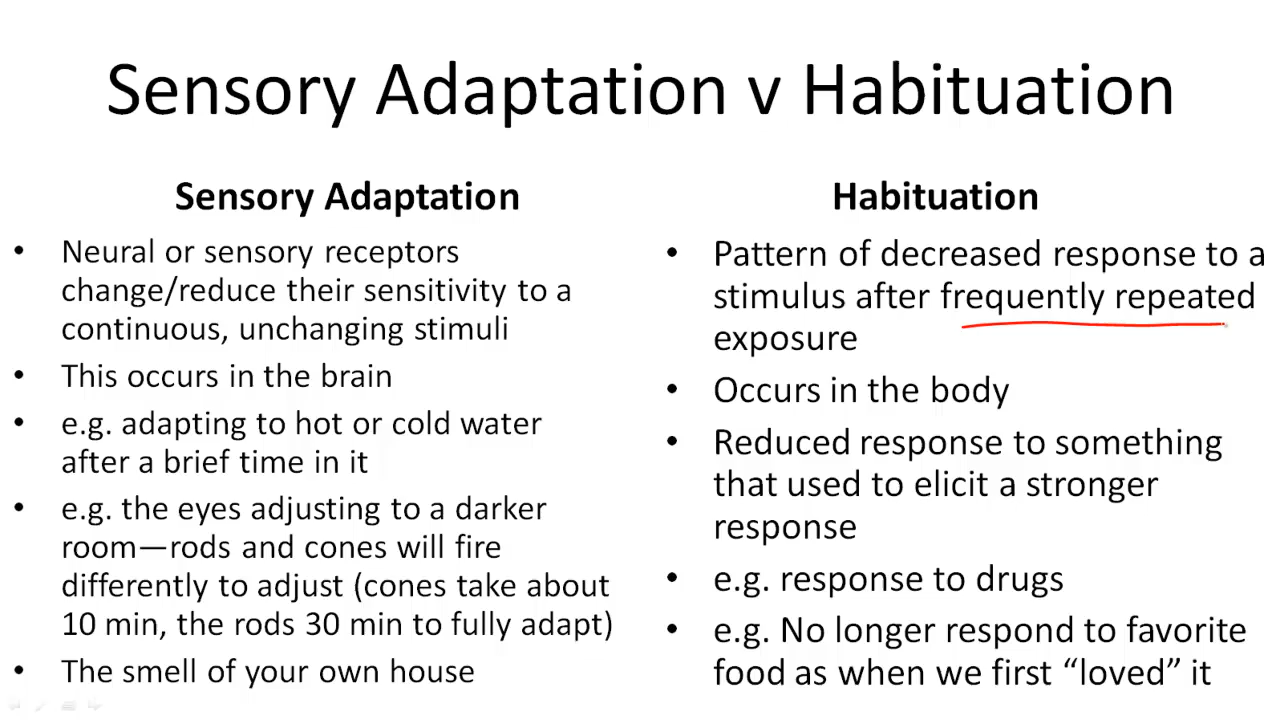 Sensory Adaptation v Habituation
Sensory Adaptation
• Neural or sensory receptors
change/reduce their sensitivity to a
continuous, unchanging stimuli
• This occurs in the brain
• e.g. adapting to hot or cold water
after a brief time in it
• e.g. the eyes adjusting to a darker
room—rods and cones will fire
differently to adjust (cones take about
10 min, the rods 30 min to fully adapt)
• The smell of your own house
Habituation
• Pattern of decreased response to a
stimulus after frequently repeated
exposure
• Occurs in the body
• Reduced response to something
that used to elicit a stronger
response
• e.g. response to drugs
• e.g. No longer respond to favorite
food as when we first “loved” it